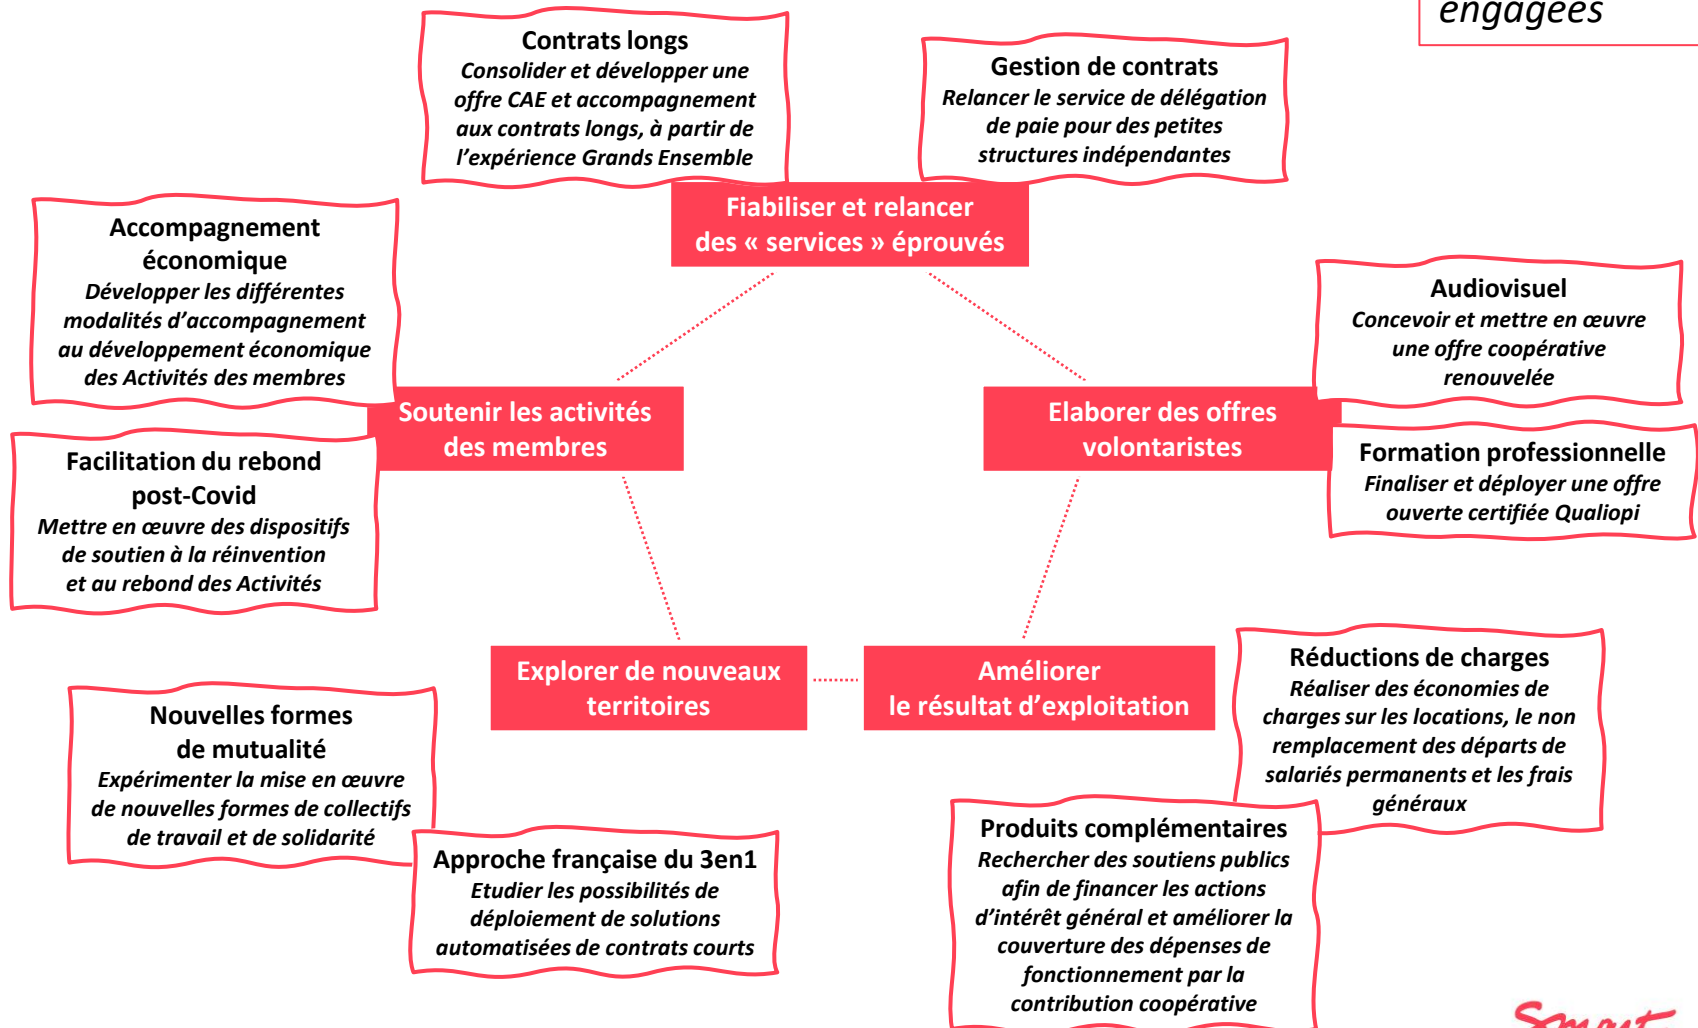 engagées
Contrats longs
Consolider et développer une
offre CAE et accompagnement
aux contrats longs, à partir de
l'expérience Grands Ensemble
Gestion de contrats
Relancer le service de délégation
de paie pour des petites
structures indépendantes
Fiabiliser et relancer
des « services » éprouvés
Accompagnement
économique
Développer les différentes
modalités d'accompagnement
au développement économique
des Activités des membres
Audiovisuel
Concevoir et mettre en œuvre
une offre coopérative
renouvelée
Soutenir les activités
des membres
Elaborer des offres
volontaristes
Facilitation du rebond
post-Covid
Mettre en œuvre des dispositifs
de soutien à la réinvention
et au rebond des Activités
Formation professionnelle
Finaliser et déployer une offre
ouverte certifiée Qualiopi
Explorer de nouveaux
territoires
Améliorer
le résultat d'exploitation
Réductions de charges
Réaliser des économies de
charges sur les locations, le non
remplacement des départs de
salariés permanents et les frais
généraux
Nouvelles formes
de mutualité
Expérimenter la mise en œuvre
de nouvelles formes de collectifs
de travail et de solidarité
Approche française du 3en1
Etudier les possibilités de
déploiement de solutions
automatisées de contrats courts
Produits complémentaires
Rechercher des soutiens publics
afin de financer les actions
d'intérêt général et améliorer la
couverture des dépenses de
fonctionnement par la
contribution coopérative
Smart